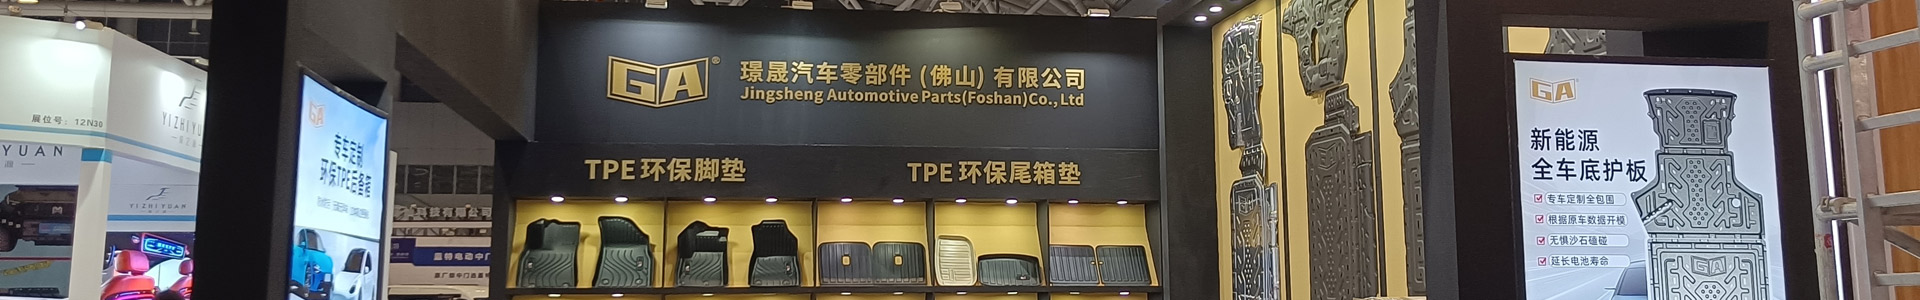 展位号：12N30
YIZHIYUAN
YUAN
YIZHIYUAN
GA
专车定制
环保TPE后备箱
GA®
璟晟汽车零部件（佛山）有限公司
Jingsheng Automotive Parts(Foshan)Co., Ltd
TPE 环保脚垫
TPE 环保尾箱垫
GA
新能源
全车底护板
专车定制全包围
根据原车数据开模
无惧沙石磕碰
延长电池寿命
GA